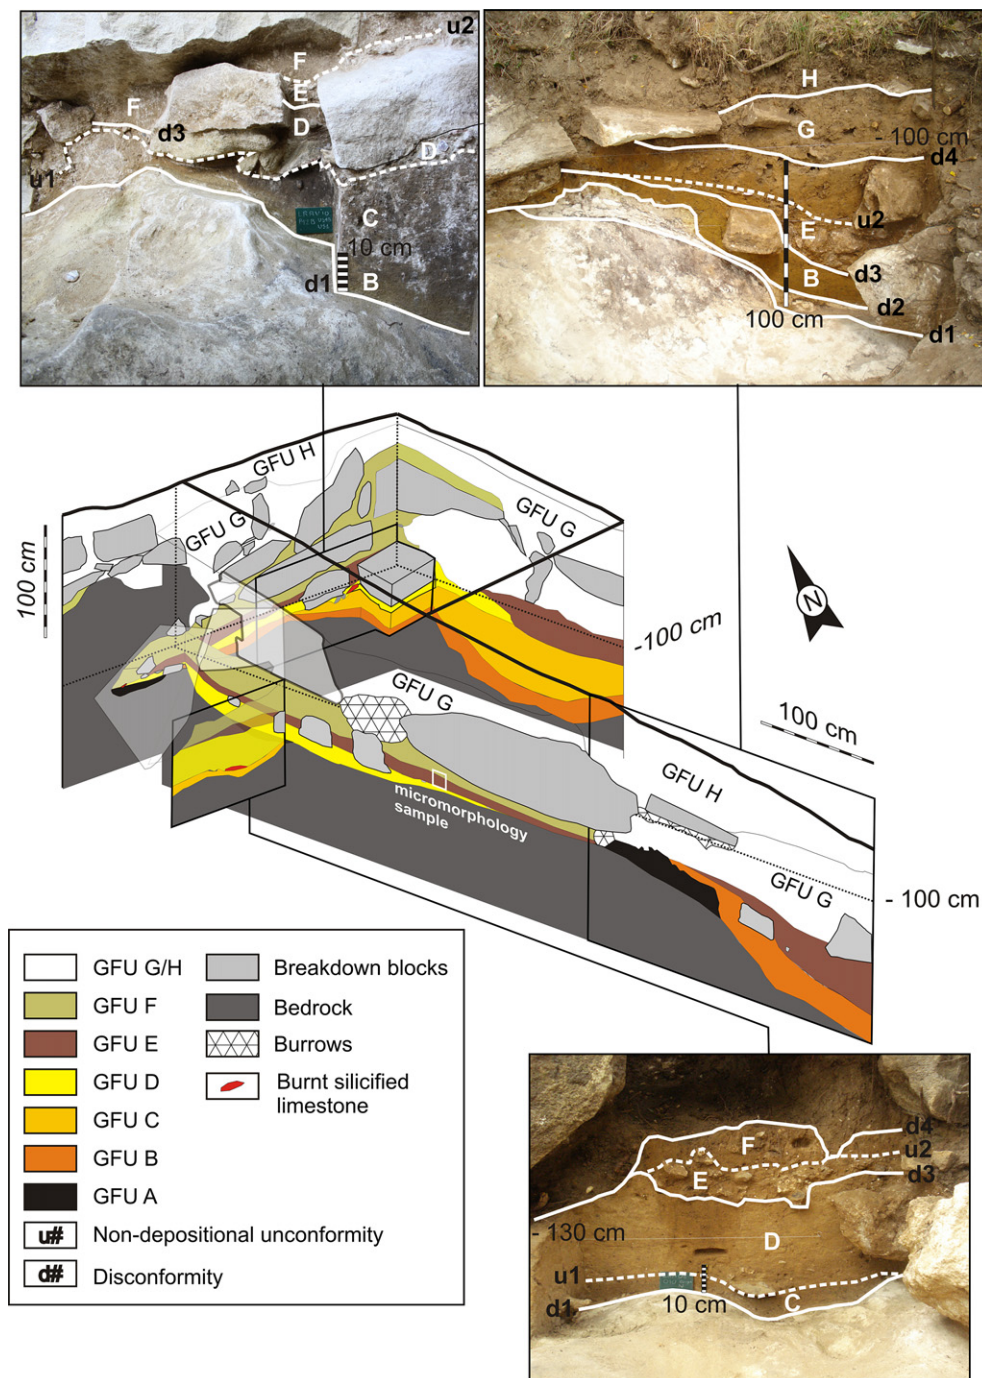 u2
F
E
F
D
d3
D
u1
C
10 cm
d1
B
H
G
- 100 cm
d4
u2
E
d3
B
d2
100 cm
d1
GFU H
GFU G
GFU G
100 cm
-100 cm
N
GFU G
100 cm
GFU H
micromorphology
sample
GFU G
- 100 cm
GFU G/H
GFU F
GFU E
GFU D
GFU C
GFU B
GFU A
u# Non-depositional unconformity
d# Disconformity
Breakdown blocks
Bedrock
Burrows
Burnt silicified
limestone
d4
F
u2
E
d3
- 130 cm
D
u1
10 cm
C
d1